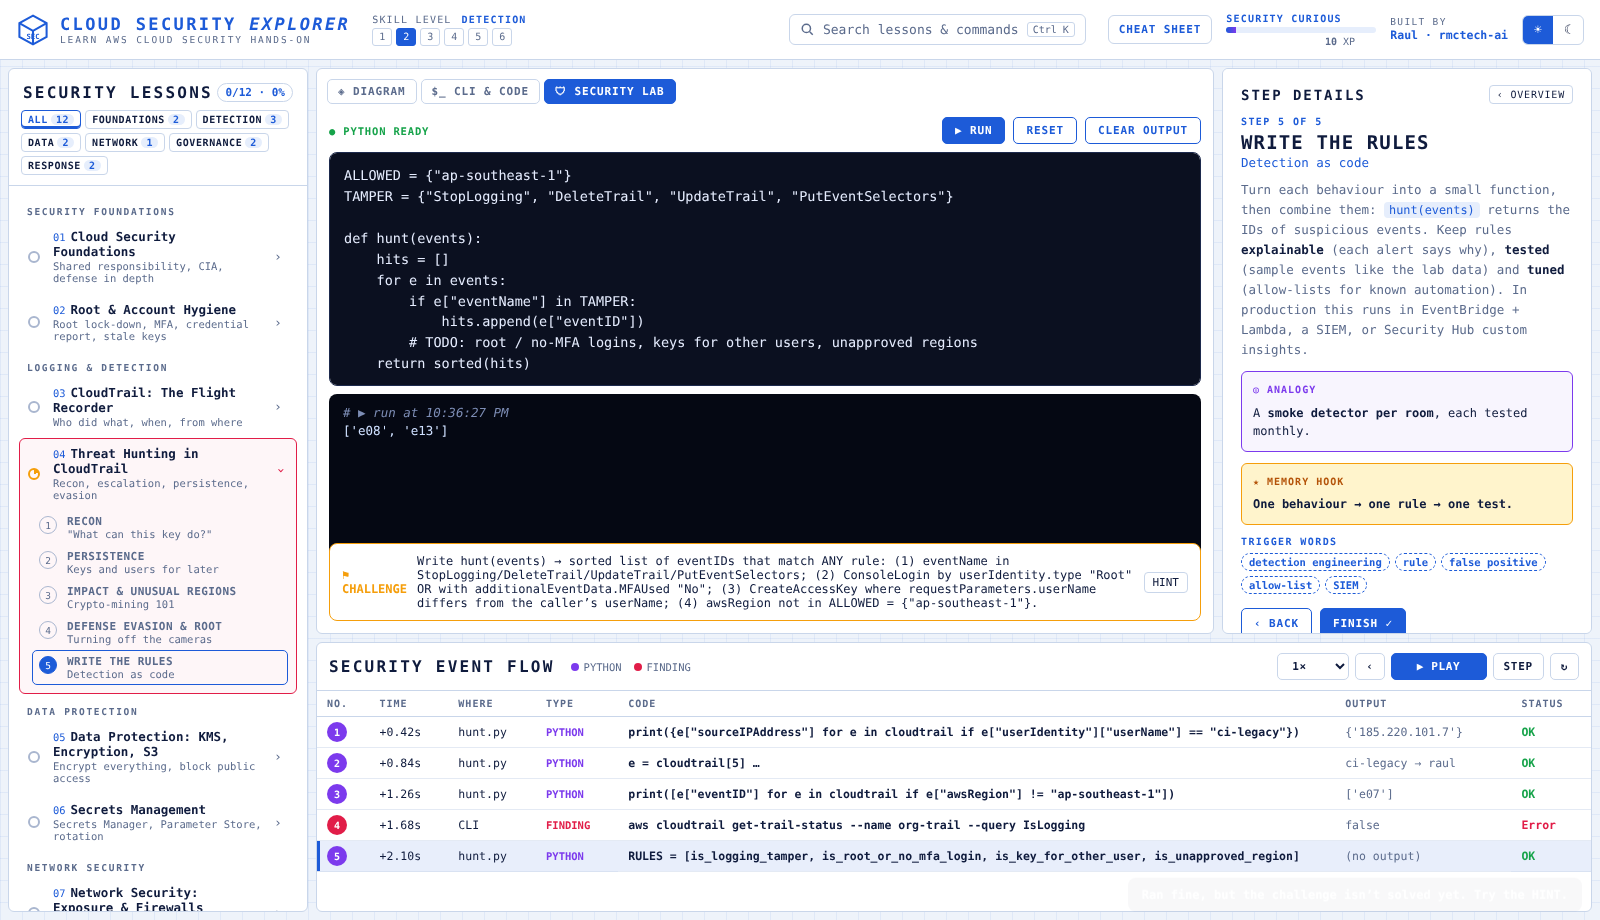 CLOUD SECURITY EXPLORER
LEARN AWS CLOUD SECURITY HANDS-ON
SKILL LEVEL DETECTION
1 2 3 4 5 6
Search lessons & commands Ctrl K
CHEAT SHEET
SECURITY CURIOUS
10 XP
BUILT BY
Raul · rmctech-ai
SECURITY LESSONS 0/12 · 0%
ALL 12 FOUNDATIONS 2 DETECTION 3
DATA 2 NETWORK 1 GOVERNANCE 2
RESPONSE 2
SECURITY FOUNDATIONS
01 Cloud Security
Foundations
Shared responsibility, CIA,
defense in depth
02 Root & Account Hygiene
Root lock-down, MFA, credential
report, stale keys
LOGGING & DETECTION
03 CloudTrail: The Flight
Recorder
Who did what, when, from where
04 Threat Hunting in
CloudTrail
Recon, escalation, persistence,
evasion
1 RECON
"What can this key do?"
2 PERSISTENCE
Keys and users for later
3 IMPACT & UNUSUAL REGIONS
Crypto-mining 101
4 DEFENSE EVASION & ROOT
Turning off the cameras
5 WRITE THE RULES
Detection as code
DATA PROTECTION
05 Data Protection: KMS,
Encryption, S3
Encrypt everything, block public
access
06 Secrets Management
Secrets Manager, Parameter Store,
rotation
NETWORK SECURITY
07 Network Security:
Exposure & Firewalls
◈ DIAGRAM $_ CLI & CODE SECURITY LAB
● PYTHON READY
▶ RUN RESET CLEAR OUTPUT
ALLOWED = {"ap-southeast-1"}
TAMPER = {"StopLogging", "DeleteTrail", "UpdateTrail", "PutEventSelectors"}
def hunt(events):
    hits = []
    for e in events:
        if e["eventName"] in TAMPER:
            hits.append(e["eventID"])
        # TODO: root / no-MFA logins, keys for other users, unapproved regions
    return sorted(hits)
# ▶ run at 10:36:27 PM
['e08', 'e13']
⚑ CHALLENGE
Write hunt(events) → sorted list of eventIDs that match ANY rule: (1) eventName in
StopLogging/DeleteTrail/UpdateTrail/PutEventSelectors; (2) ConsoleLogin by userIdentity.type "Root"
OR with additionalEventData.MFAUsed "No"; (3) CreateAccessKey where requestParameters.userName
differs from the caller’s userName; (4) awsRegion not in ALLOWED = {"ap-southeast-1"}.
HINT
STEP DETAILS ‹ OVERVIEW
STEP 5 OF 5
WRITE THE RULES
Detection as code
Turn each behaviour into a small function,
then combine them: hunt(events) returns the
IDs of suspicious events. Keep rules
explainable (each alert says why), tested
(sample events like the lab data) and tuned
(allow-lists for known automation). In
production this runs in EventBridge +
Lambda, a SIEM, or Security Hub custom
insights.
ANALOGY
A smoke detector per room, each tested
monthly.
★ MEMORY HOOK
One behaviour → one rule → one test.
TRIGGER WORDS
detection engineering rule false positive
allow-list SIEM
‹ BACK FINISH ✓
SECURITY EVENT FLOW ● PYTHON ● FINDING
1× ‹ ▶ PLAY STEP ↻
NO. TIME WHERE TYPE CODE OUTPUT STATUS
1 +0.42s hunt.py PYTHON print({e["sourceIPAddress"] for e in cloudtrail if e["userIdentity"]["userName"] == "ci-legacy"}) {'185.220.101.7'} OK
2 +0.84s hunt.py PYTHON e = cloudtrail[5] … ci-legacy → raul OK
3 +1.26s hunt.py PYTHON print([e["eventID"] for e in cloudtrail if e["awsRegion"] != "ap-southeast-1"]) ['e07'] OK
4 +1.68s CLI FINDING aws cloudtrail get-trail-status --name org-trail --query IsLogging false Error
5 +2.10s hunt.py PYTHON RULES = [is_logging_tamper, is_root_or_no_mfa_login, is_key_for_other_user, is_unapproved_region] (no output) OK
Ran fine, but the challenge isn't solved yet. Try the HINT.